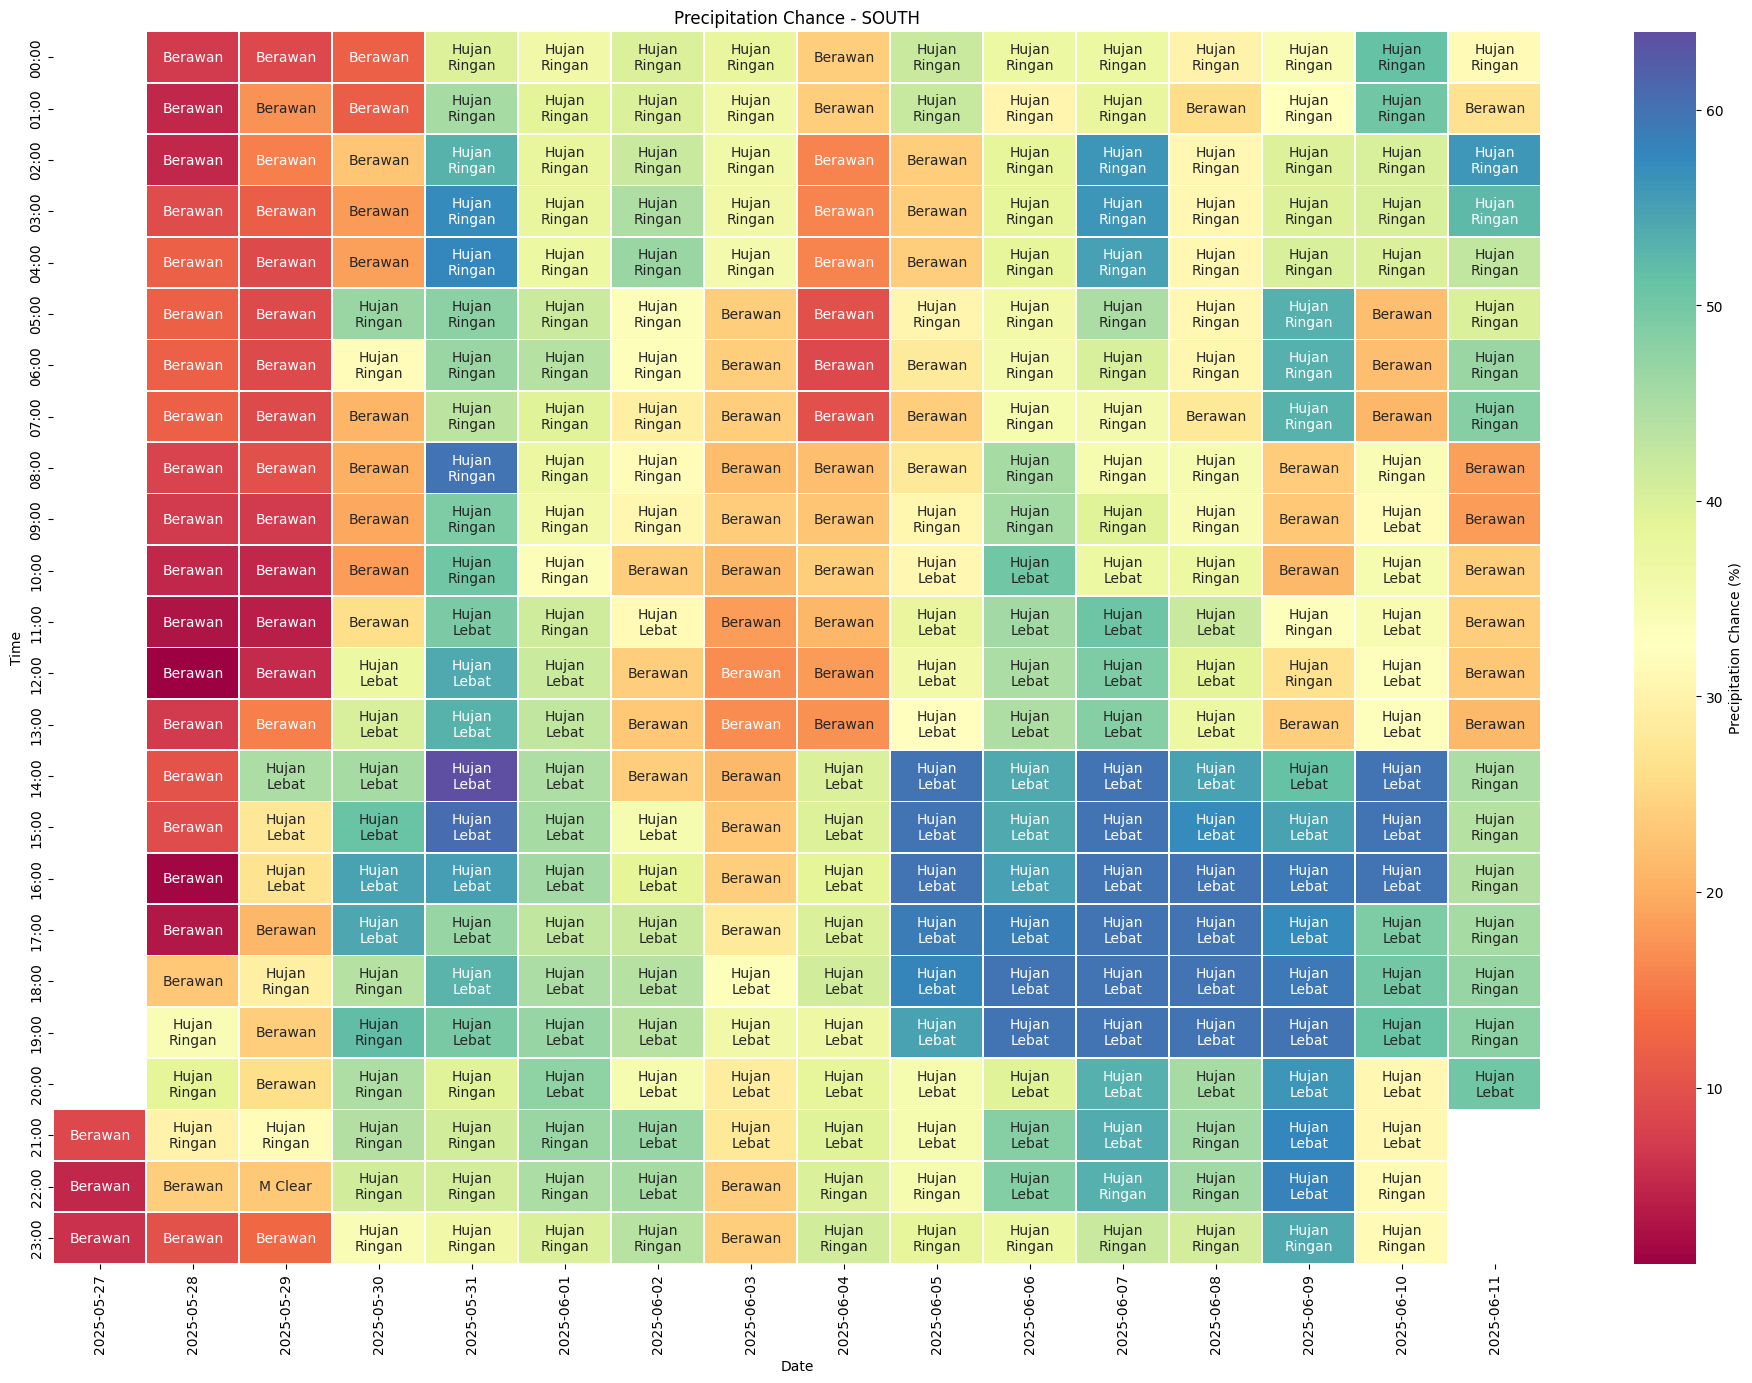 Precipitation Chance - SOUTH
Time
00:00 Berawan Berawan Berawan Hujan Ringan Hujan Ringan Hujan Ringan Hujan Ringan Berawan Hujan Ringan Hujan Ringan Hujan Ringan Hujan Ringan Hujan Ringan Hujan Ringan Hujan Ringan
01:00 Berawan Berawan Berawan Hujan Ringan Hujan Ringan Hujan Ringan Hujan Ringan Berawan Hujan Ringan Hujan Ringan Hujan Ringan Berawan Hujan Ringan Hujan Ringan Berawan
02:00 Berawan Berawan Berawan Hujan Ringan Hujan Ringan Hujan Ringan Hujan Ringan Berawan Berawan Hujan Ringan Hujan Ringan Hujan Ringan Hujan Ringan Hujan Ringan Hujan Ringan
03:00 Berawan Berawan Berawan Hujan Ringan Hujan Ringan Hujan Ringan Hujan Ringan Berawan Berawan Hujan Ringan Hujan Ringan Hujan Ringan Hujan Ringan Hujan Ringan Hujan Ringan
04:00 Berawan Berawan Berawan Hujan Ringan Hujan Ringan Hujan Ringan Hujan Ringan Berawan Berawan Hujan Ringan Hujan Ringan Hujan Ringan Hujan Ringan Hujan Ringan Hujan Ringan
05:00 Berawan Berawan Hujan Ringan Hujan Ringan Hujan Ringan Hujan Ringan Berawan Berawan Hujan Ringan Hujan Ringan Hujan Ringan Hujan Ringan Hujan Ringan Berawan Hujan Ringan
06:00 Berawan Berawan Hujan Ringan Hujan Ringan Hujan Ringan Hujan Ringan Berawan Berawan Berawan Hujan Ringan Hujan Ringan Hujan Ringan Hujan Ringan Berawan Hujan Ringan
07:00 Berawan Berawan Berawan Hujan Ringan Hujan Ringan Hujan Ringan Berawan Berawan Berawan Hujan Ringan Hujan Ringan Berawan Hujan Ringan Berawan Hujan Ringan
08:00 Berawan Berawan Berawan Hujan Ringan Hujan Ringan Hujan Ringan Berawan Berawan Berawan Hujan Ringan Hujan Ringan Hujan Ringan Berawan Hujan Ringan Berawan
09:00 Berawan Berawan Berawan Hujan Ringan Hujan Ringan Hujan Ringan Berawan Berawan Hujan Ringan Hujan Ringan Hujan Ringan Hujan Ringan Berawan Hujan Lebat Berawan
10:00 Berawan Berawan Berawan Hujan Ringan Hujan Ringan Berawan Berawan Berawan Hujan Lebat Hujan Lebat Hujan Lebat Hujan Ringan Berawan Hujan Lebat Berawan
11:00 Berawan Berawan Berawan Hujan Lebat Hujan Ringan Hujan Lebat Berawan Berawan Hujan Lebat Hujan Lebat Hujan Lebat Hujan Lebat Hujan Ringan Hujan Lebat Berawan
12:00 Berawan Berawan Hujan Lebat Hujan Lebat Hujan Lebat Berawan Berawan Berawan Hujan Lebat Hujan Lebat Hujan Lebat Hujan Lebat Hujan Ringan Hujan Lebat Berawan
13:00 Berawan Berawan Hujan Lebat Hujan Lebat Hujan Lebat Berawan Berawan Berawan Hujan Lebat Hujan Lebat Hujan Lebat Hujan Lebat Berawan Hujan Lebat Berawan
14:00 Berawan Hujan Lebat Hujan Lebat Hujan Lebat Hujan Lebat Berawan Berawan Hujan Lebat Hujan Lebat Hujan Lebat Hujan Lebat Hujan Lebat Hujan Lebat Hujan Lebat Hujan Ringan
15:00 Berawan Hujan Lebat Hujan Lebat Hujan Lebat Hujan Lebat Hujan Lebat Berawan Hujan Lebat Hujan Lebat Hujan Lebat Hujan Lebat Hujan Lebat Hujan Lebat Hujan Lebat Hujan Ringan
16:00 Berawan Hujan Lebat Hujan Lebat Hujan Lebat Hujan Lebat Hujan Lebat Berawan Hujan Lebat Hujan Lebat Hujan Lebat Hujan Lebat Hujan Lebat Hujan Lebat Hujan Lebat Hujan Ringan
17:00 Berawan Berawan Hujan Lebat Hujan Lebat Hujan Lebat Hujan Lebat Berawan Hujan Lebat Hujan Lebat Hujan Lebat Hujan Lebat Hujan Lebat Hujan Lebat Hujan Lebat Hujan Ringan
18:00 Berawan Hujan Ringan Hujan Ringan Hujan Lebat Hujan Lebat Hujan Lebat Hujan Lebat Hujan Lebat Hujan Lebat Hujan Lebat Hujan Lebat Hujan Lebat Hujan Lebat Hujan Lebat Hujan Ringan
19:00 Hujan Ringan Berawan Hujan Ringan Hujan Lebat Hujan Lebat Hujan Lebat Hujan Lebat Hujan Lebat Hujan Lebat Hujan Lebat Hujan Lebat Hujan Lebat Hujan Lebat Hujan Lebat Hujan Ringan
20:00 Hujan Ringan Berawan Hujan Ringan Hujan Ringan Hujan Lebat Hujan Lebat Hujan Lebat Hujan Lebat Hujan Lebat Hujan Lebat Hujan Lebat Hujan Lebat Hujan Lebat Hujan Lebat Hujan Lebat
21:00 Berawan Hujan Ringan Hujan Ringan Hujan Ringan Hujan Ringan Hujan Ringan Hujan Lebat Hujan Lebat Hujan Lebat Hujan Lebat Hujan Lebat Hujan Lebat Hujan Ringan Hujan Lebat Hujan Lebat
22:00 Berawan Berawan M Clear Hujan Ringan Hujan Ringan Hujan Ringan Hujan Lebat Berawan Hujan Ringan Hujan Ringan Hujan Lebat Hujan Ringan Hujan Ringan Hujan Lebat Hujan Ringan
23:00 Berawan Berawan Berawan Hujan Ringan Hujan Ringan Hujan Ringan Hujan Ringan Berawan Hujan Ringan Hujan Ringan Hujan Ringan Hujan Ringan Hujan Ringan Hujan Ringan Hujan Ringan
2025-05-27 2025-05-28 2025-05-29 2025-05-30 2025-05-31 2025-06-01 2025-06-02 2025-06-03 2025-06-04 2025-06-05 2025-06-06 2025-06-07 2025-06-08 2025-06-09 2025-06-10 2025-06-11
Date
60
50
40
30
20
10
Precipitation Chance (%)